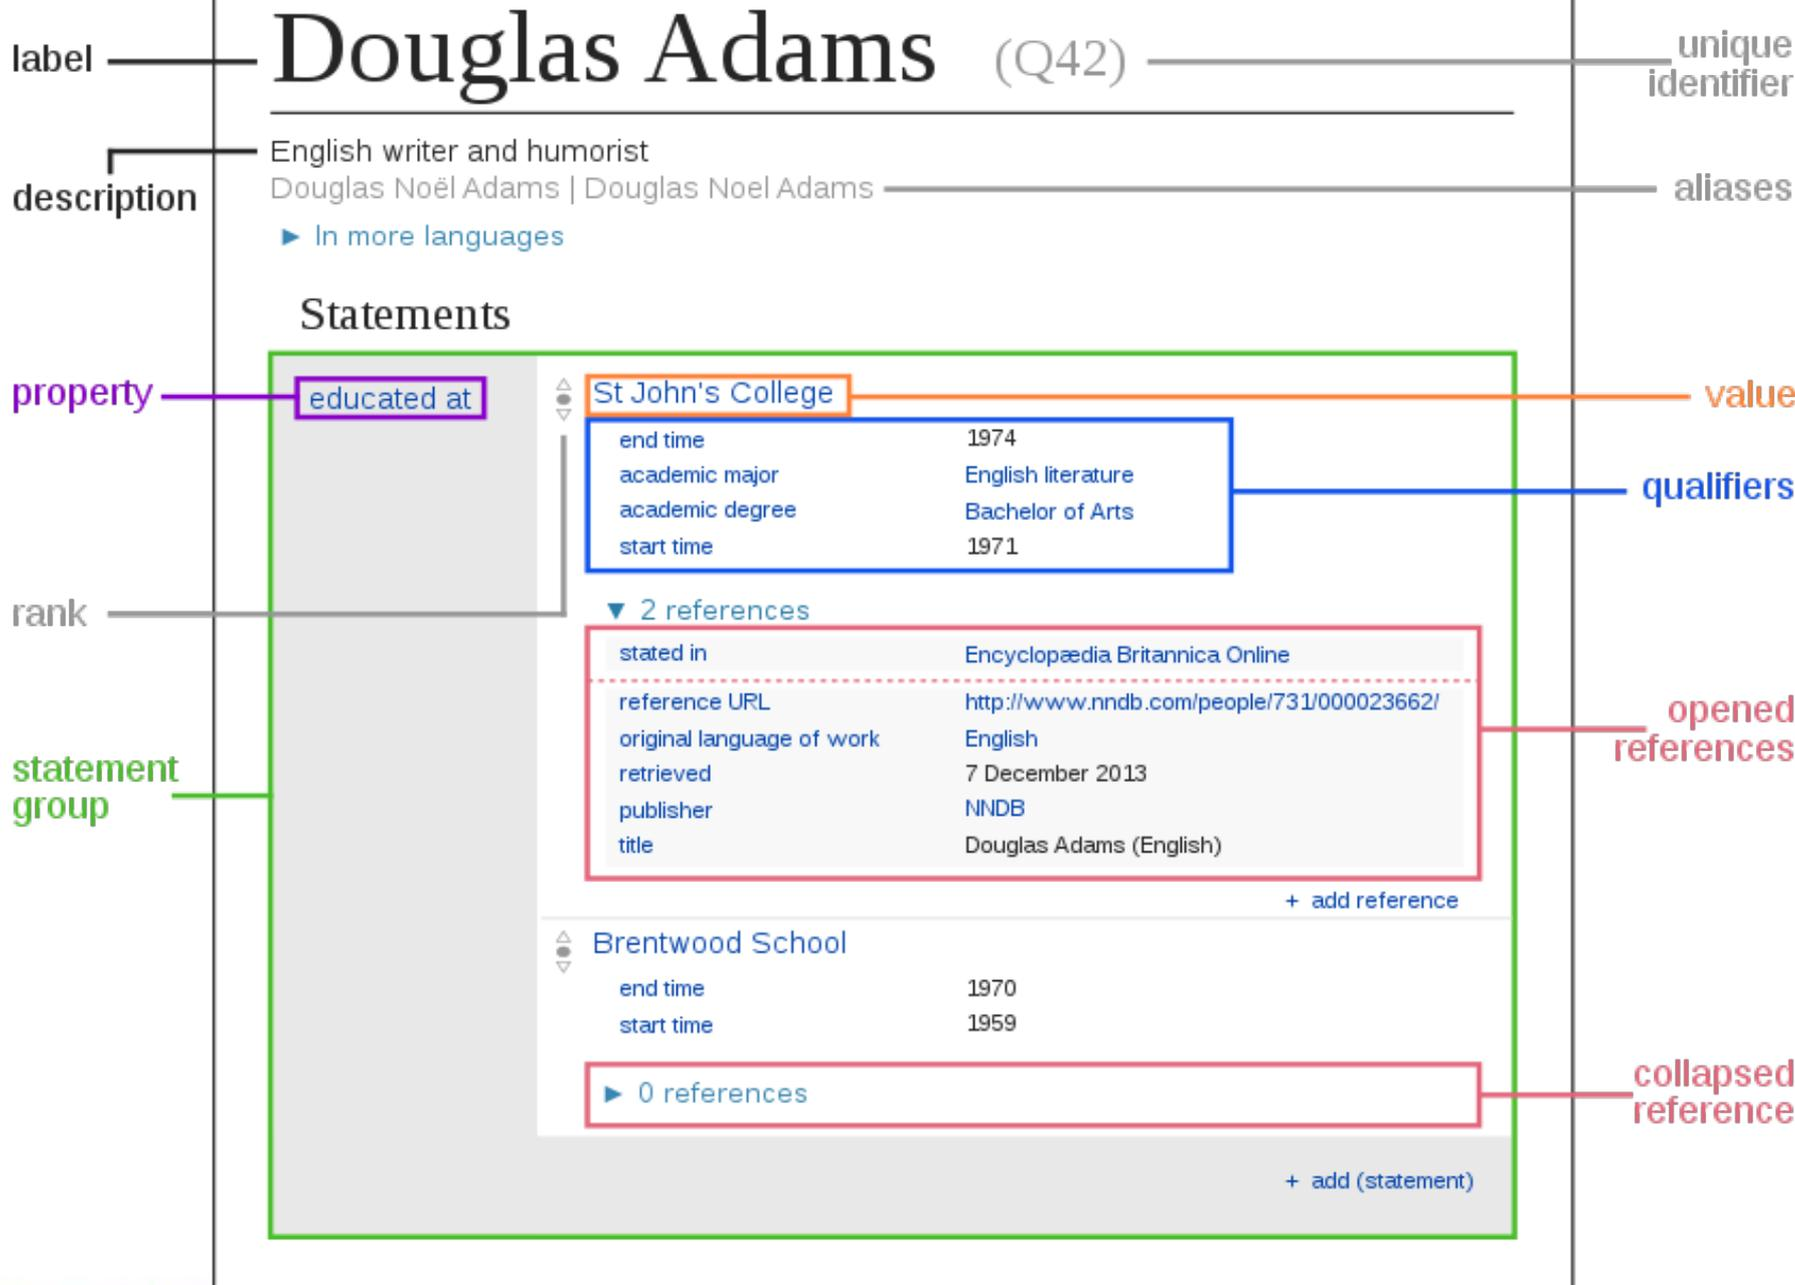 label
Douglas Adams (Q42)
unique
identifier
English writer and humorist
description
Douglas Noël Adams | Douglas Noel Adams
aliases
► In more languages
Statements
property
educated at
St John's College
value
end time 1974
academic major English literature
academic degree Bachelor of Arts
start time 1971
qualifiers
rank
▼ 2 references
stated in Encyclopædia Britannica Online
reference URL http://www.nndb.com/people/731/000023662/
original language of work English
retrieved 7 December 2013
publisher NNDB
title Douglas Adams (English)
opened
references
statement
group
+ add reference
Brentwood School
end time 1970
start time 1959
► 0 references
collapsed
reference
+ add (statement)